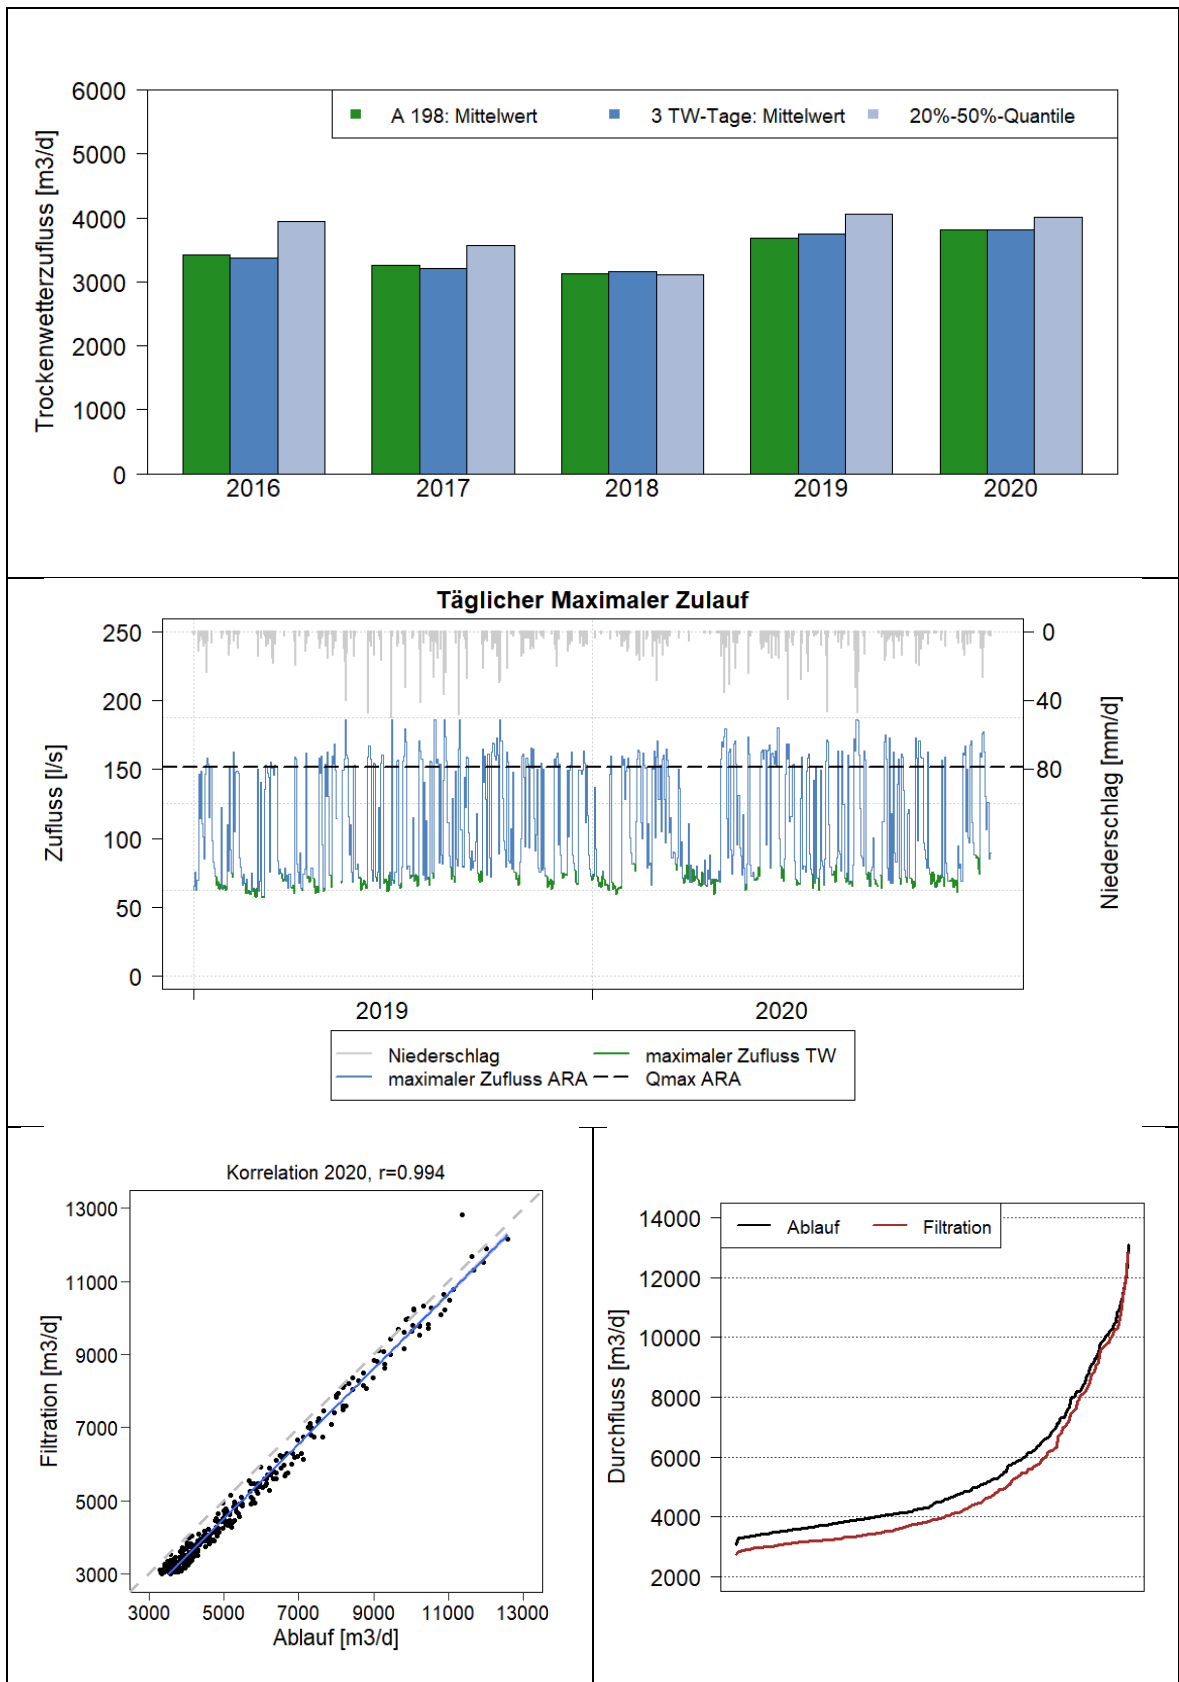 Trockenwetterzufluss [m3/d]
6000
5000
4000
3000
2000
1000
0
A 198: Mittelwert 3 TW-Tage: Mittelwert 20%-50%-Quantile
2016 2017 2018 2019 2020
Täglicher Maximaler Zulauf
Zufluss [l/s]
250
200
150
100
50
0
0
40
80
Niederschlag [mm/d]
2019 2020
Niederschlag maximaler Zufluss TW
maximaler Zufluss ARA Qmax ARA
Korrelation 2020, r=0.994
Filtration [m3/d]
13000
11000
9000
7000
5000
3000
3000 5000 7000 9000 11000 13000
Ablauf [m3/d]
Durchfluss [m3/d]
14000
12000
10000
8000
6000
4000
2000
Ablauf Filtration